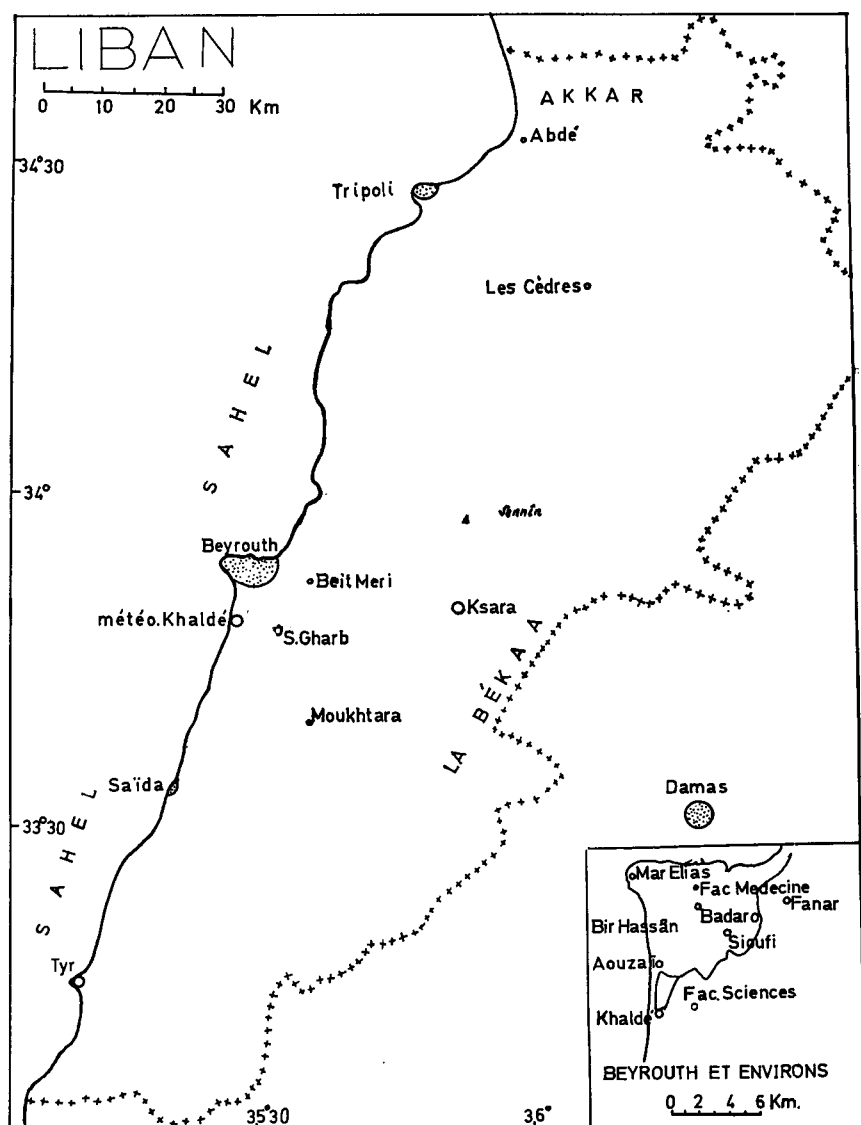 LIBAN
0 10 20 30 Km
AKKAR
Abdé
34°30
Tripoli
Les Cèdres
SAHEL
34°
Sennin
Beyrouth
Beit Meri
météo.Khaldé
Ksara
S.Gharb
Moukhtara
LA BÉKAA
Saïda
Damas
33°30
SAHEL
Mar Elias
Fac Medecine
Fanar
Badaro
Bir Hassân
Sioufi
Aouzaï
Tyr
Fac. Sciences
Khaldé
BEYROUTH ET ENVIRONS
35°30
36°
0 2 4 6 Km.